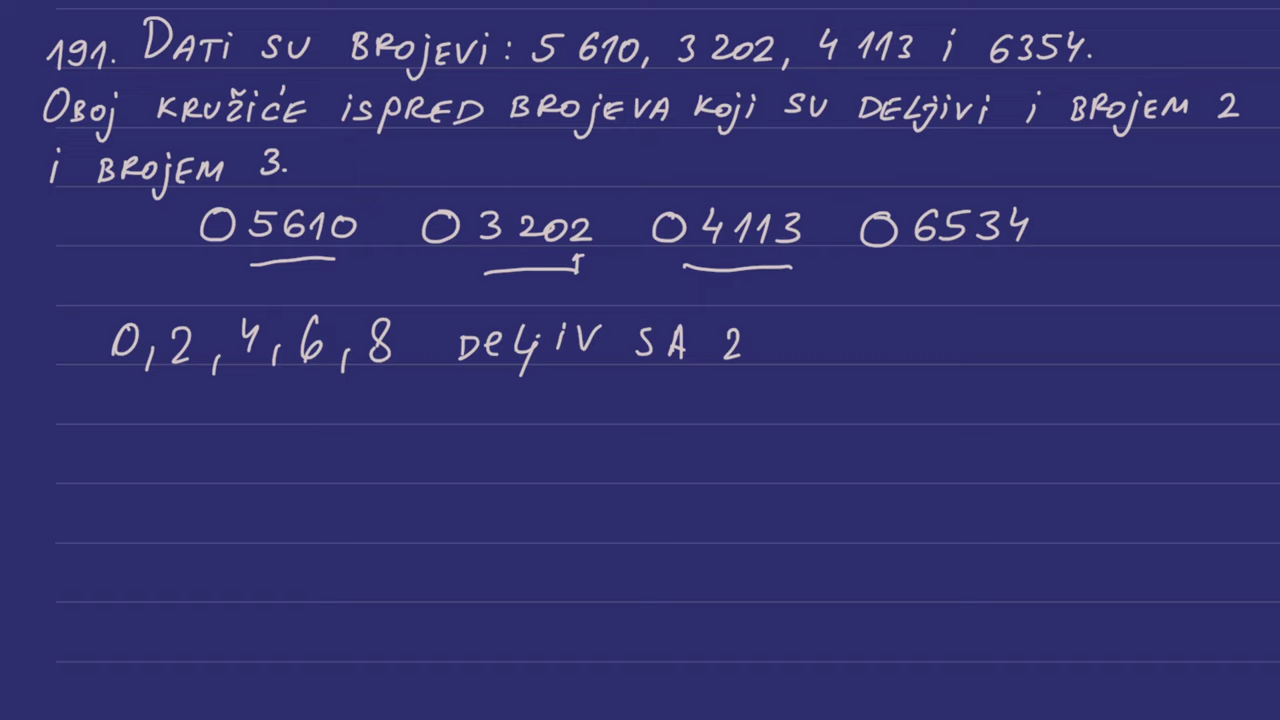 191. DATi SU BROjEVi: 5 610, 3 202, 4 113 i 6354.
OBOj KRUŽiĆE iSPRED BROjEVA Koji SU DELjiVi i BROjEM 2
i BROjEM 3.
O 5610 O 3 202 O 4113 O 6534
0, 2, 4, 6, 8 DeLjiV SA 2